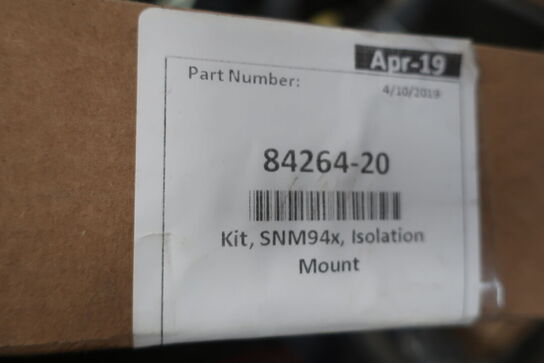 Apr-19
Part Number:
4/10/2019
84264-20
Kit, SNM94x, Isolation
Mount